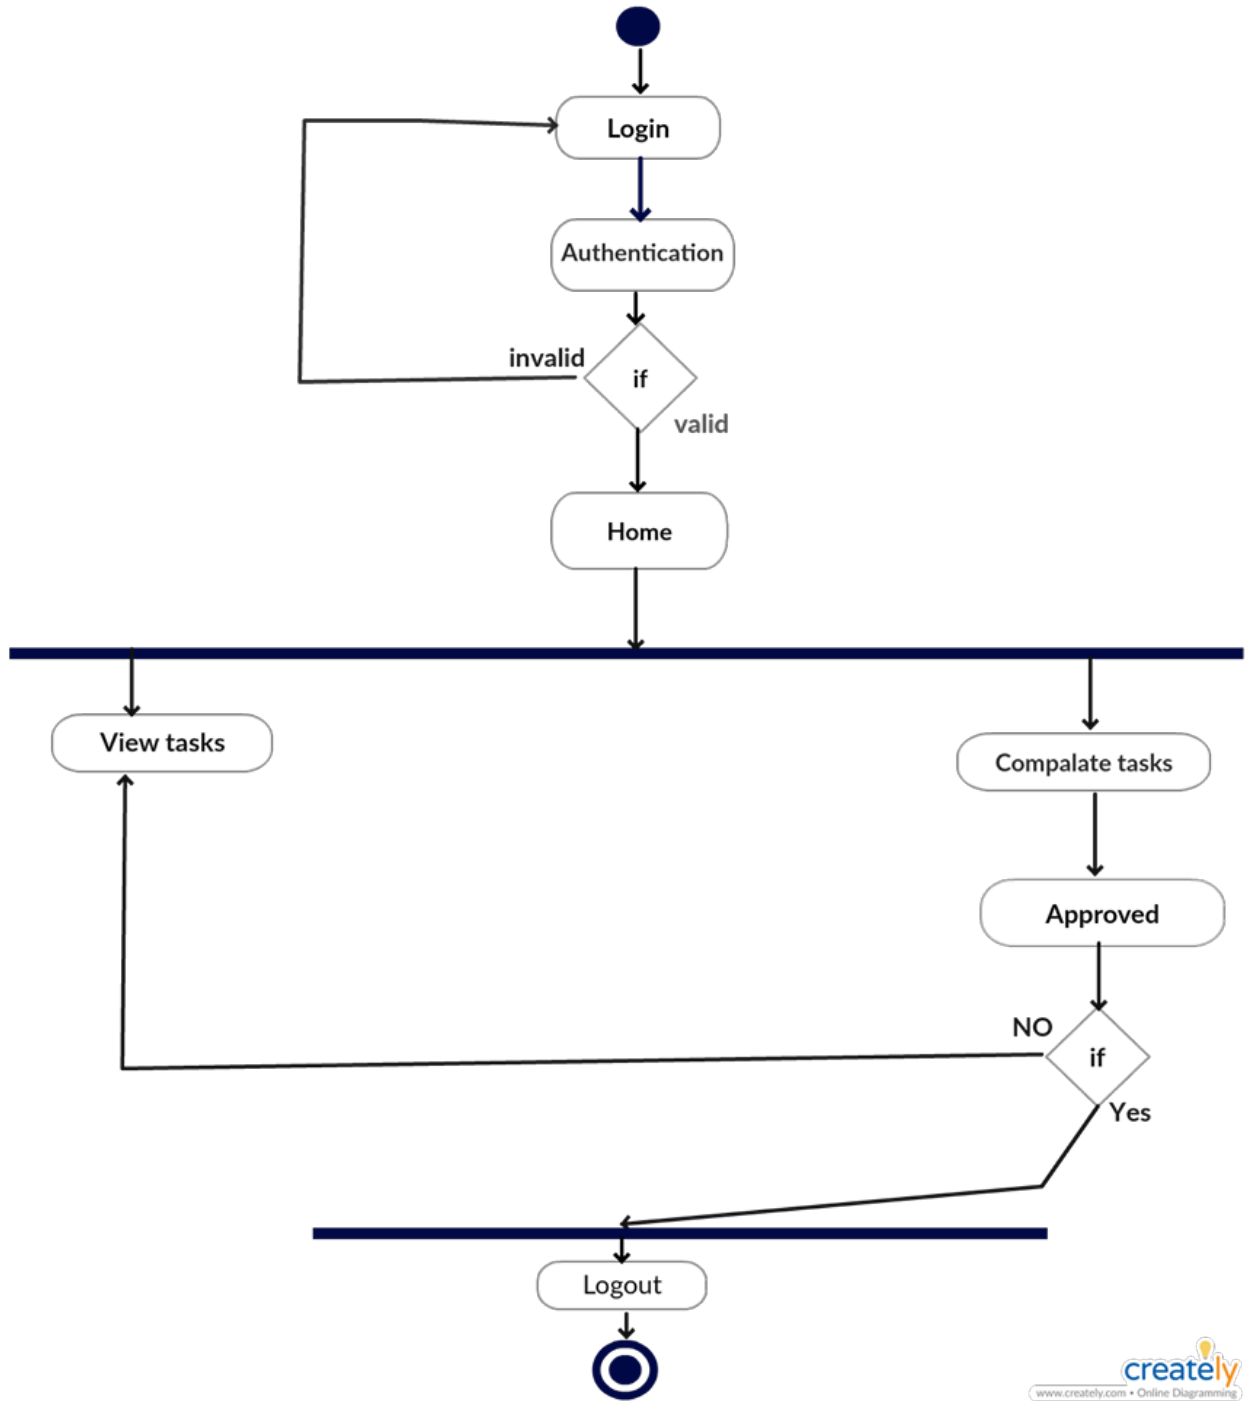 Login
Authentication
invalid
if
valid
Home
View tasks
Compalate tasks
Approved
NO
if
Yes
Logout
creately
www.creately.com • Online Diagramming